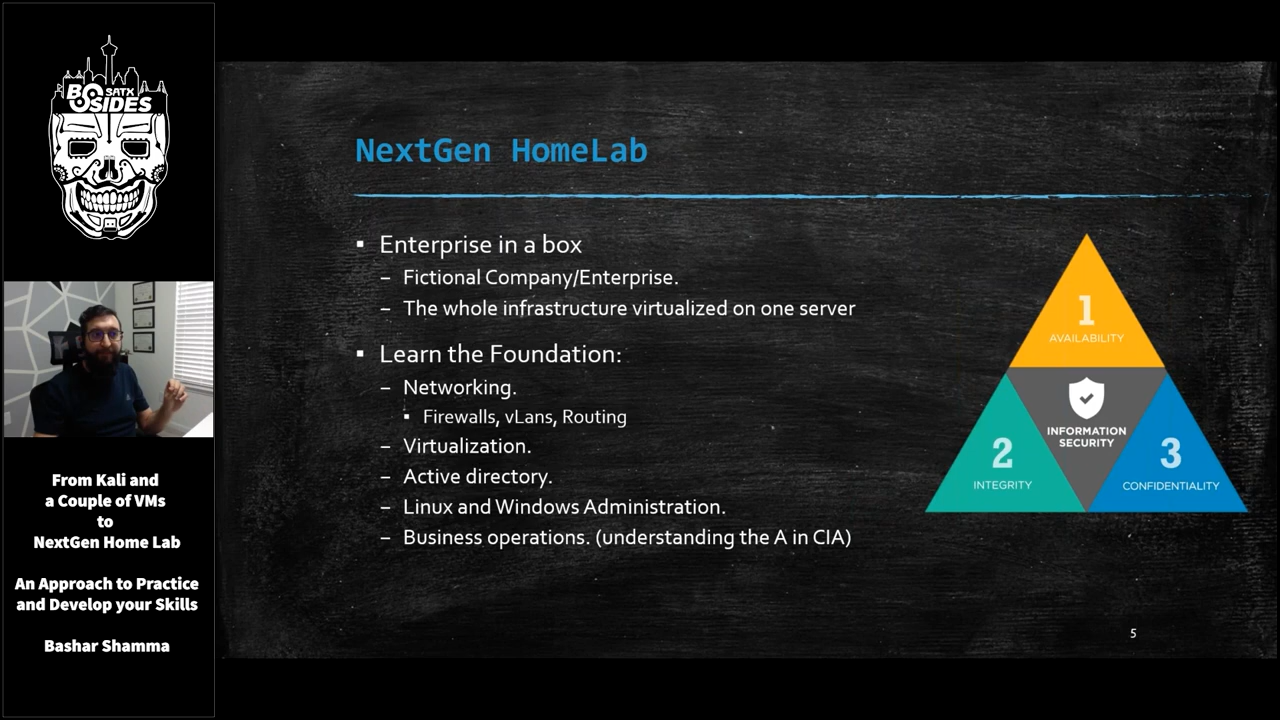 BSIDES
SATX
From Kali and
a Couple of VMs
to
NextGen Home Lab
An Approach to Practice
and Develop your Skills
Bashar Shamma
NextGen HomeLab
▪ Enterprise in a box
– Fictional Company/Enterprise.
– The whole infrastructure virtualized on one server
▪ Learn the Foundation:
– Networking.
▪ Firewalls, vLans, Routing
– Virtualization.
– Active directory.
– Linux and Windows Administration.
– Business operations. (understanding the A in CIA)
1
AVAILABILITY
INFORMATION
SECURITY
2
INTEGRITY
3
CONFIDENTIALITY
5